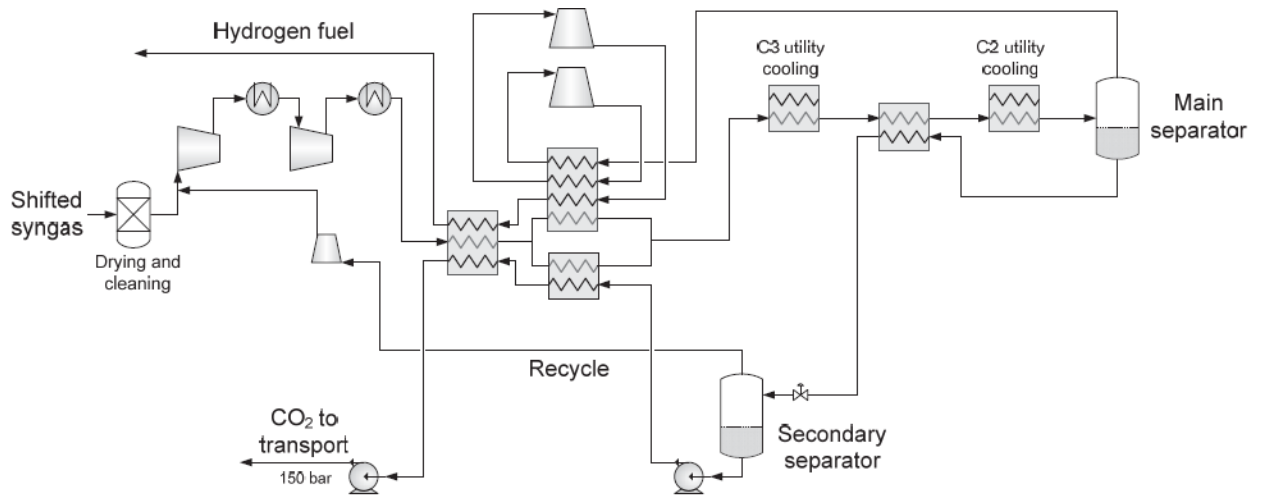 Hydrogen fuel
C3 utility
cooling
C2 utility
cooling
Main
separator
Shifted
syngas
Drying and
cleaning
Recycle
CO₂ to
transport
150 bar
Secondary
separator